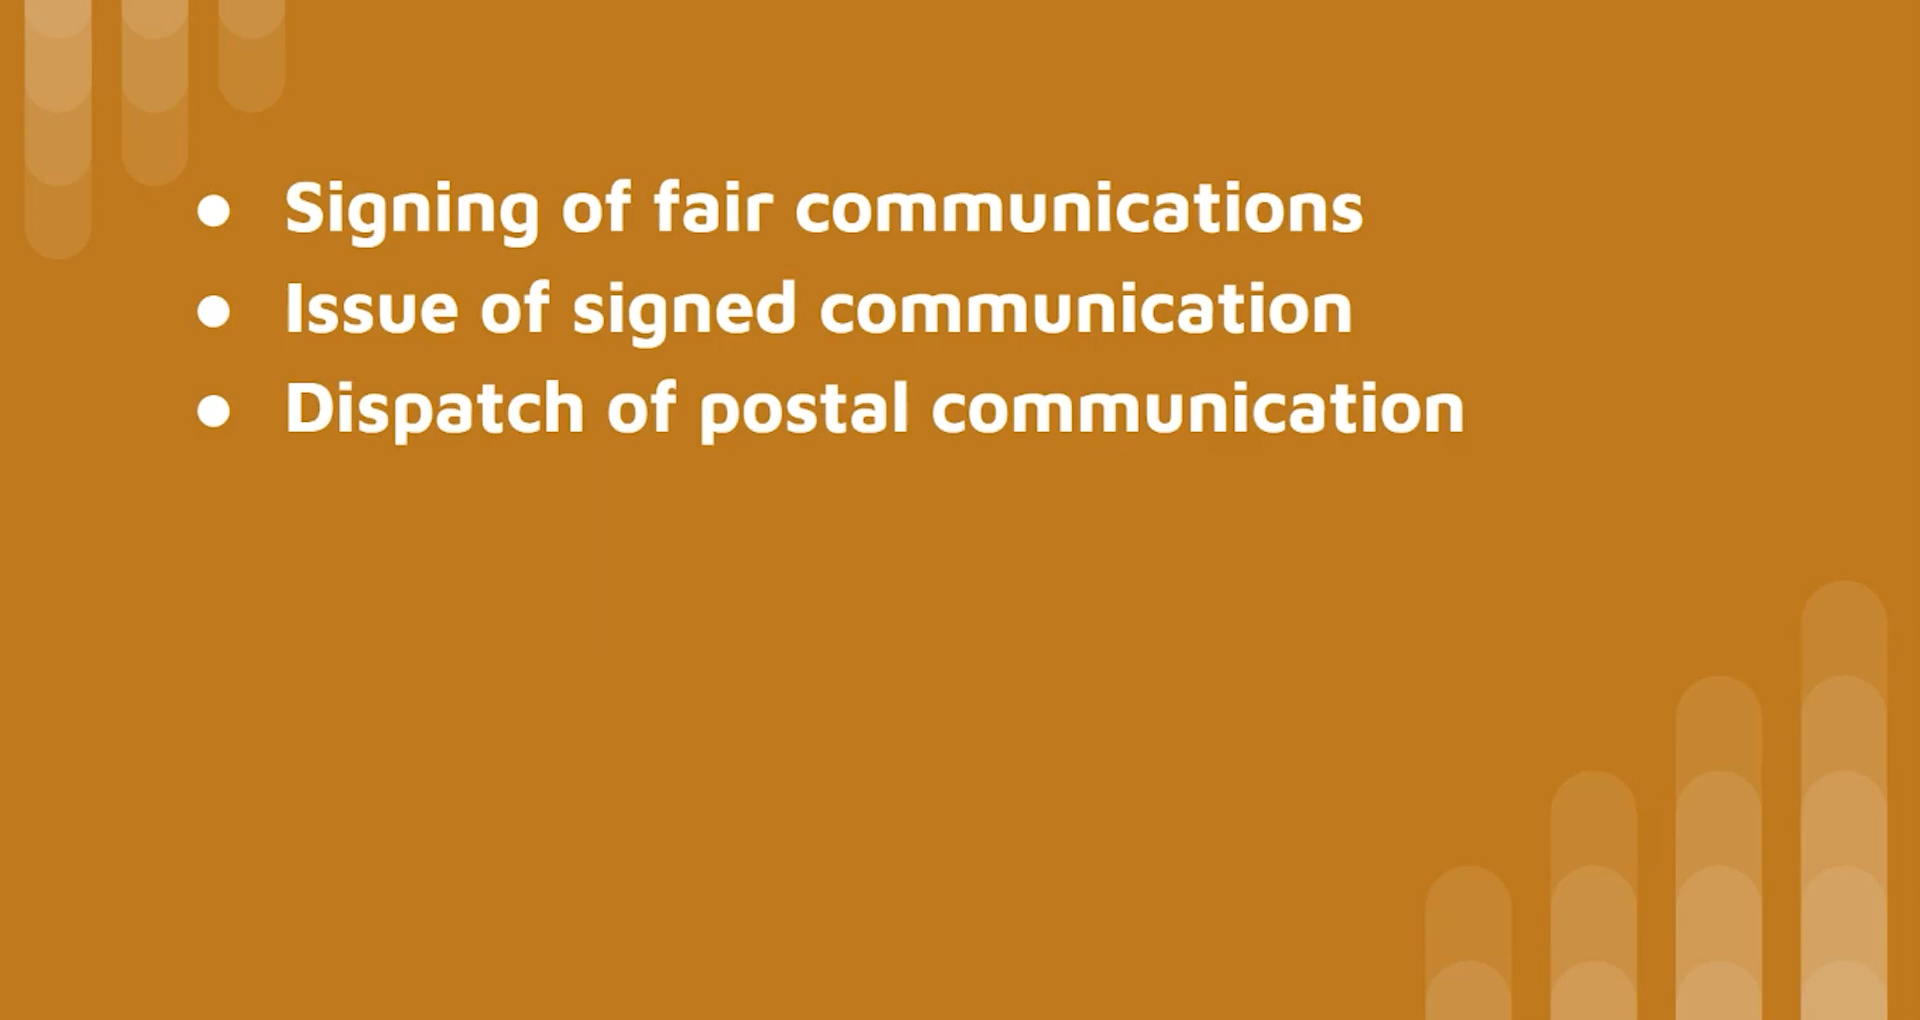 ● Signing of fair communications
● Issue of signed communication
● Dispatch of postal communication